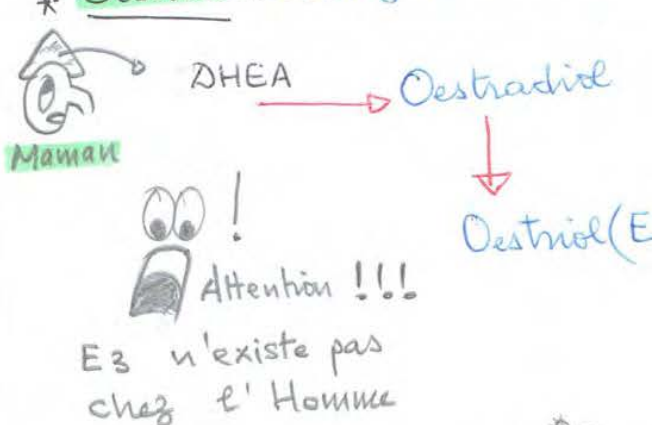 DHEA → Oestradiol
Maman
Oestriol(E
Attention !!!
E3 n'existe pas
chez l'Homme